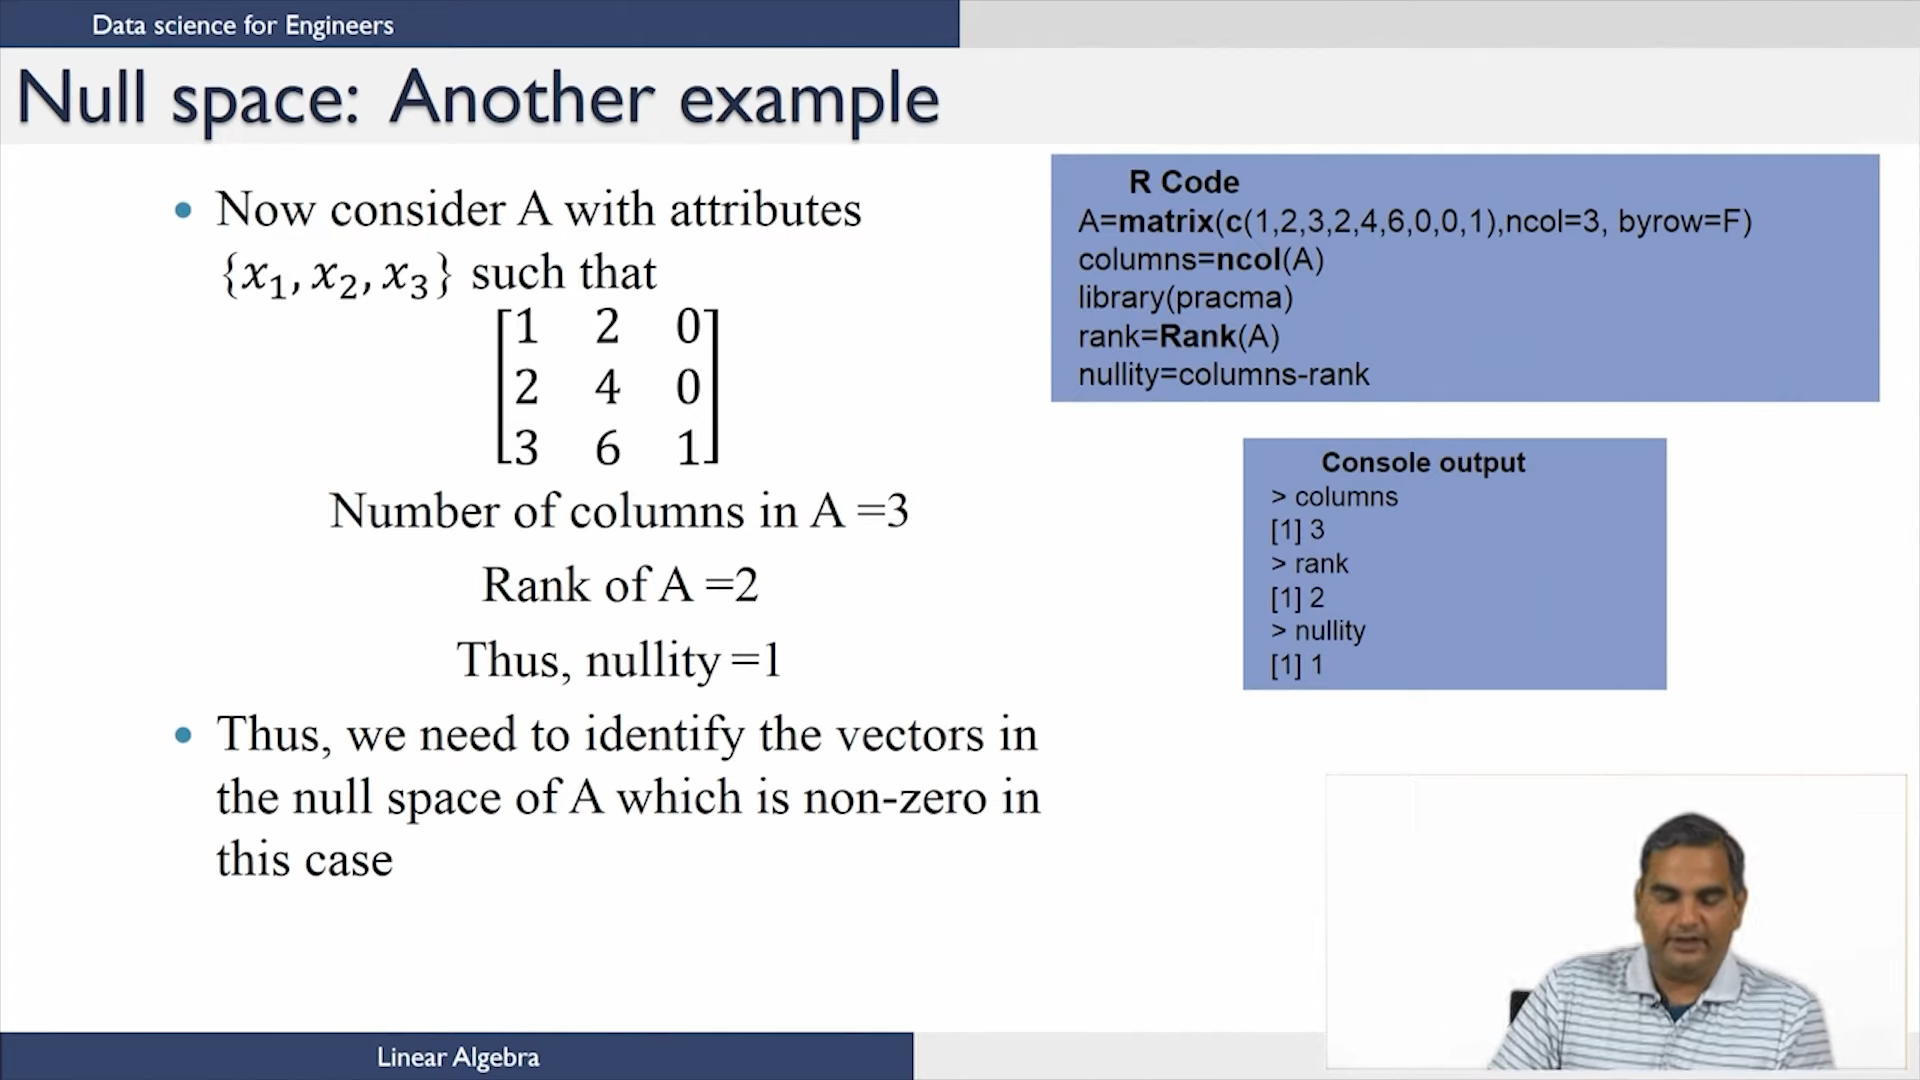 Data science for Engineers
Null space: Another example
• Now consider A with attributes
{x₁, x₂, x₃} such that
[1 2 0
2 4 0
3 6 1]
Number of columns in A =3
Rank of A =2
Thus, nullity =1
• Thus, we need to identify the vectors in
the null space of A which is non-zero in
this case
R Code
A=matrix(c(1,2,3,2,4,6,0,0,1),ncol=3, byrow=F)
columns=ncol(A)
library(pracma)
rank=Rank(A)
nullity=columns-rank
Console output
> columns
[1] 3
> rank
[1] 2
> nullity
[1] 1
Linear Algebra